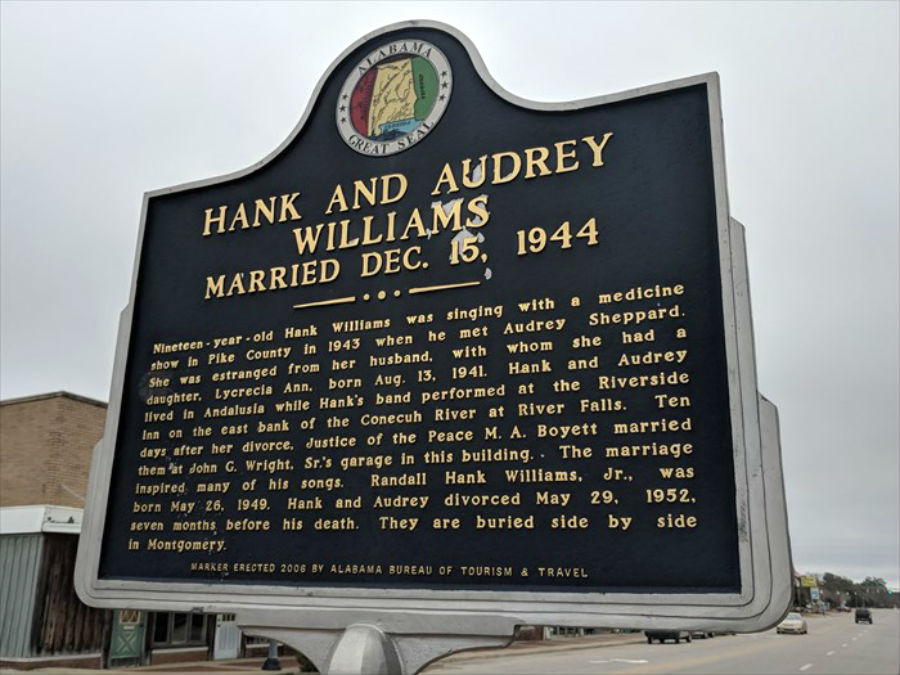 ALABAMA
GREAT SEAL
HANK AND AUDREY
WILLIAMS
MARRIED DEC. 15, 1944
Nineteen-year-old Hank Williams was singing with a medicine
show in Pike County in 1943 when he met Audrey Sheppard.
She was estranged from her husband, with whom she had a
daughter, Lycrecia Ann, born Aug. 13, 1941. Hank and Audrey
lived in Andalusia while Hank's band performed at the Riverside
Inn on the east bank of the Conecuh River at River Falls. Ten
days after her divorce, Justice of the Peace M. A. Boyett married
them at John G. Wright, Sr.'s garage in this building. The marriage
inspired many of his songs. Randall Hank Williams, Jr., was
born May 26, 1949. Hank and Audrey divorced May 29, 1952,
seven months before his death. They are buried side by side
in Montgomery.
MARKER ERECTED 2006 BY ALABAMA BUREAU OF TOURISM & TRAVEL